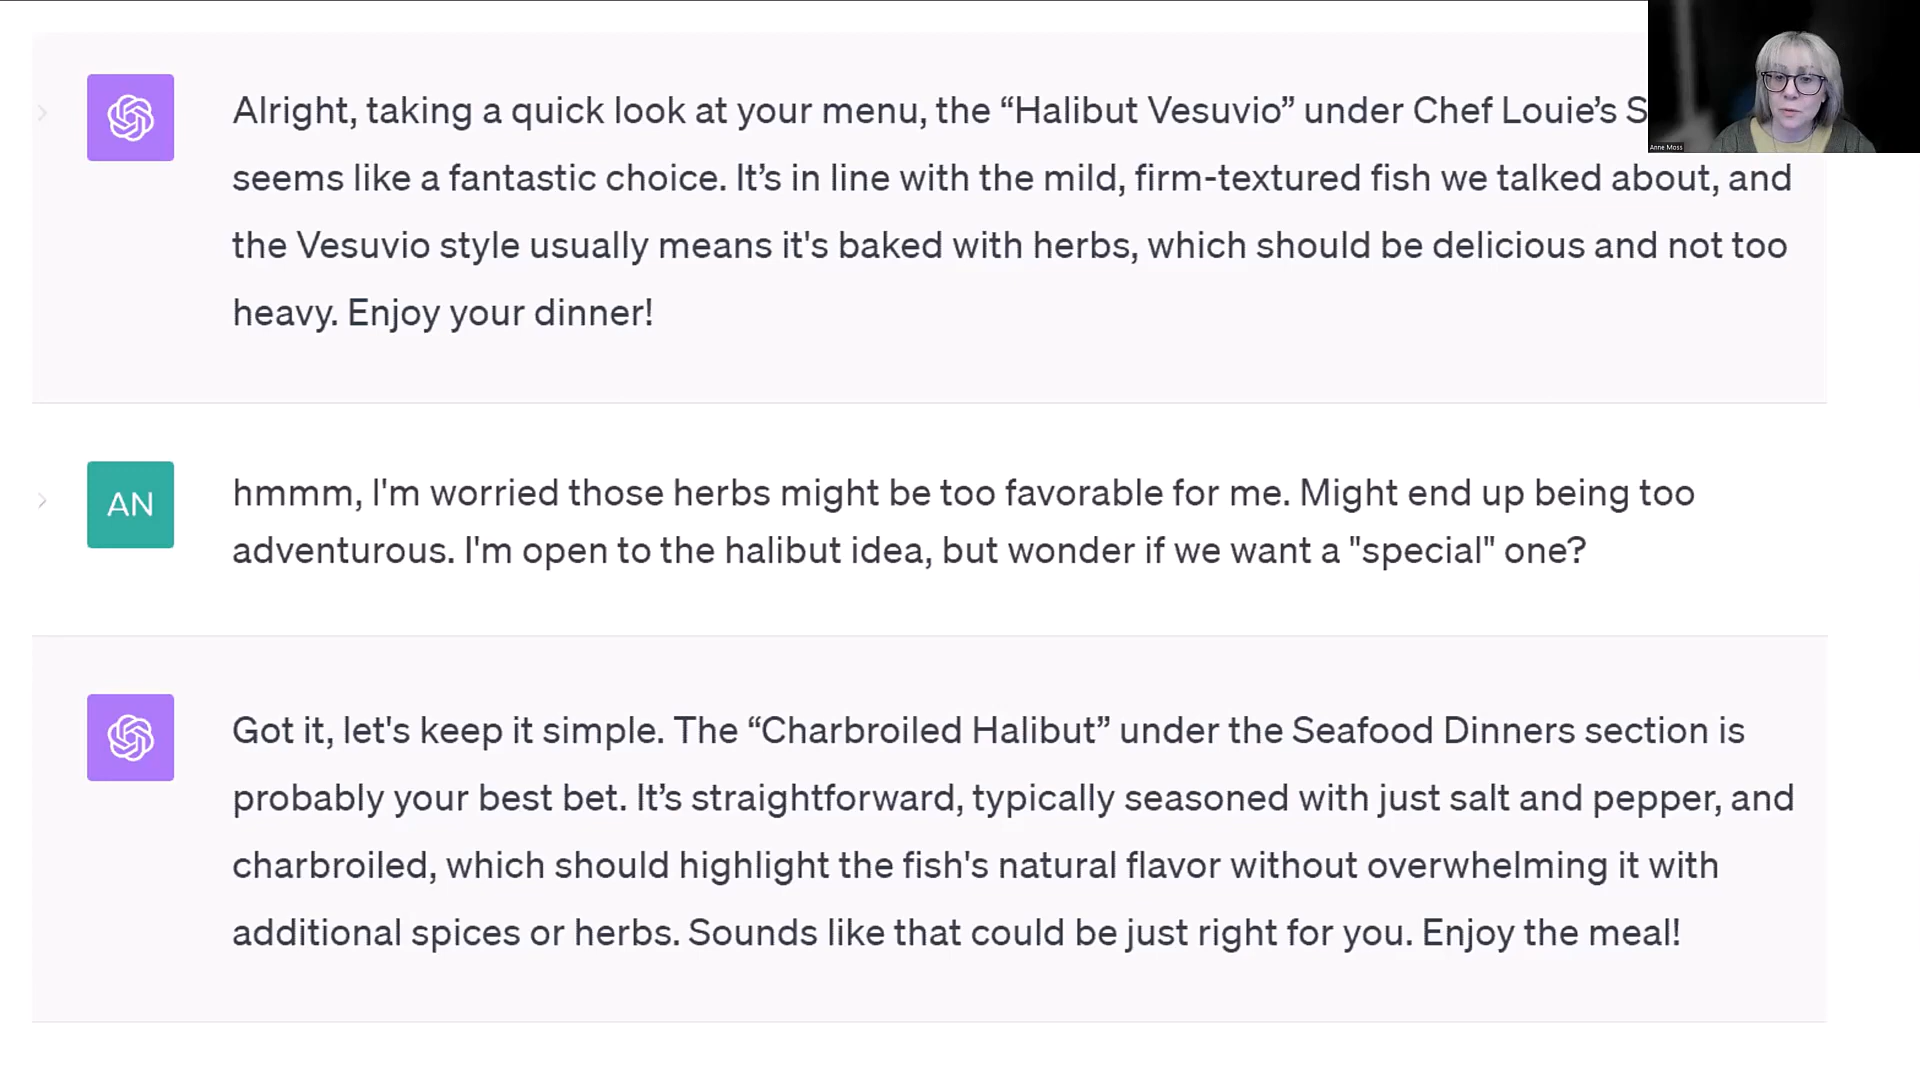 Alright, taking a quick look at your menu, the “Halibut Vesuvio” under Chef Louie’s S
seems like a fantastic choice. It’s in line with the mild, firm-textured fish we talked about, and
the Vesuvio style usually means it's baked with herbs, which should be delicious and not too
heavy. Enjoy your dinner!
AN
hmmm, I'm worried those herbs might be too favorable for me. Might end up being too
adventurous. I'm open to the halibut idea, but wonder if we want a "special" one?
Got it, let's keep it simple. The “Charbroiled Halibut” under the Seafood Dinners section is
probably your best bet. It’s straightforward, typically seasoned with just salt and pepper, and
charbroiled, which should highlight the fish's natural flavor without overwhelming it with
additional spices or herbs. Sounds like that could be just right for you. Enjoy the meal!
Anne Moss